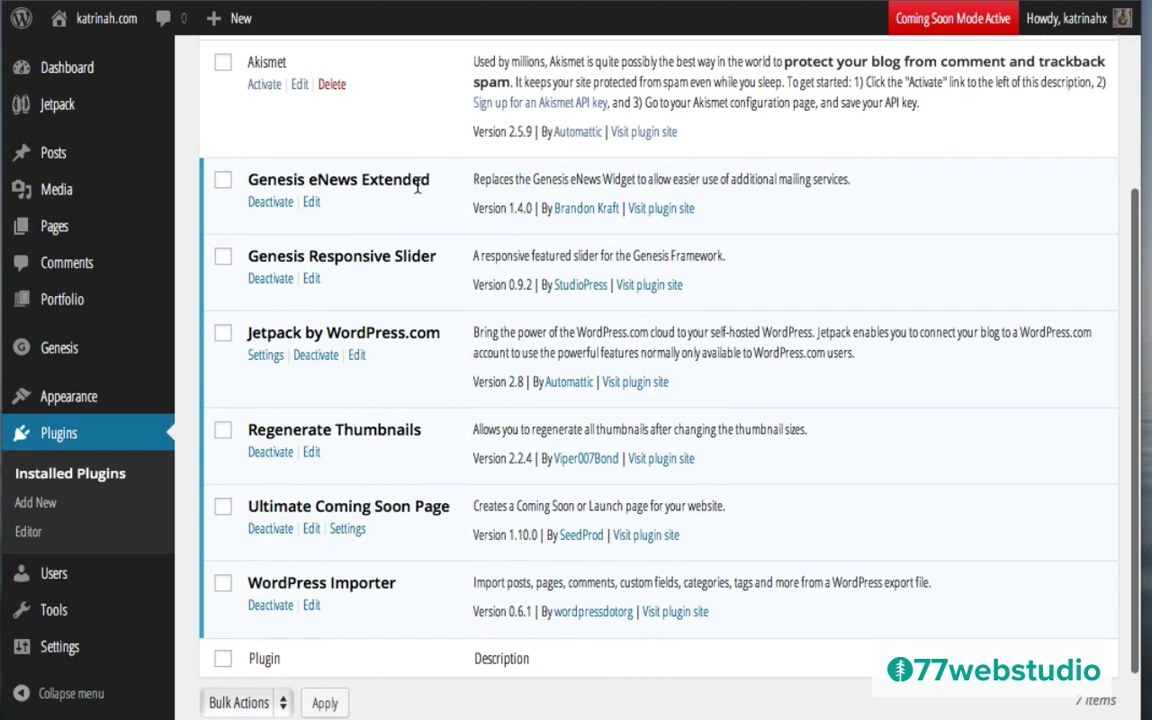 katrinah.com 0 + New Coming Soon Mode Active Howdy, katrinahx
Dashboard
Jetpack
Posts
Media
Pages
Comments
Portfolio
Genesis
Appearance
Plugins
Installed Plugins
Add New
Editor
Users
Tools
Settings
Collapse menu
Akismet
Activate | Edit | Delete
Used by millions, Akismet is quite possibly the best way in the world to protect your blog from comment and trackback
spam. It keeps your site protected from spam even while you sleep. To get started: 1) Click the "Activate" link to the left of this description, 2)
Sign up for an Akismet API key, and 3) Go to your Akismet configuration page, and save your API key.
Version 2.5.9 | By Automattic | Visit plugin site
Genesis eNews Extended
Deactivate | Edit
Replaces the Genesis eNews Widget to allow easier use of additional mailing services.
Version 1.4.0 | By Brandon Kraft | Visit plugin site
Genesis Responsive Slider
Deactivate | Edit
A responsive featured slider for the Genesis Framework.
Version 0.9.2 | By StudioPress | Visit plugin site
Jetpack by WordPress.com
Settings | Deactivate | Edit
Bring the power of the WordPress.com cloud to your self-hosted WordPress. Jetpack enables you to connect your blog to a WordPress.com
account to use the powerful features normally only available to WordPress.com users.
Version 2.8 | By Automattic | Visit plugin site
Regenerate Thumbnails
Deactivate | Edit
Allows you to regenerate all thumbnails after changing the thumbnail sizes.
Version 2.2.4 | By Viper007Bond | Visit plugin site
Ultimate Coming Soon Page
Deactivate | Edit | Settings
Creates a Coming Soon or Launch page for your website.
Version 1.10.0 | By SeedProd | Visit plugin site
WordPress Importer
Deactivate | Edit
Import posts, pages, comments, custom fields, categories, tags and more from a WordPress export file.
Version 0.6.1 | By wordpressdotorg | Visit plugin site
Plugin Description
Bulk Actions Apply
7 items
77webstudio